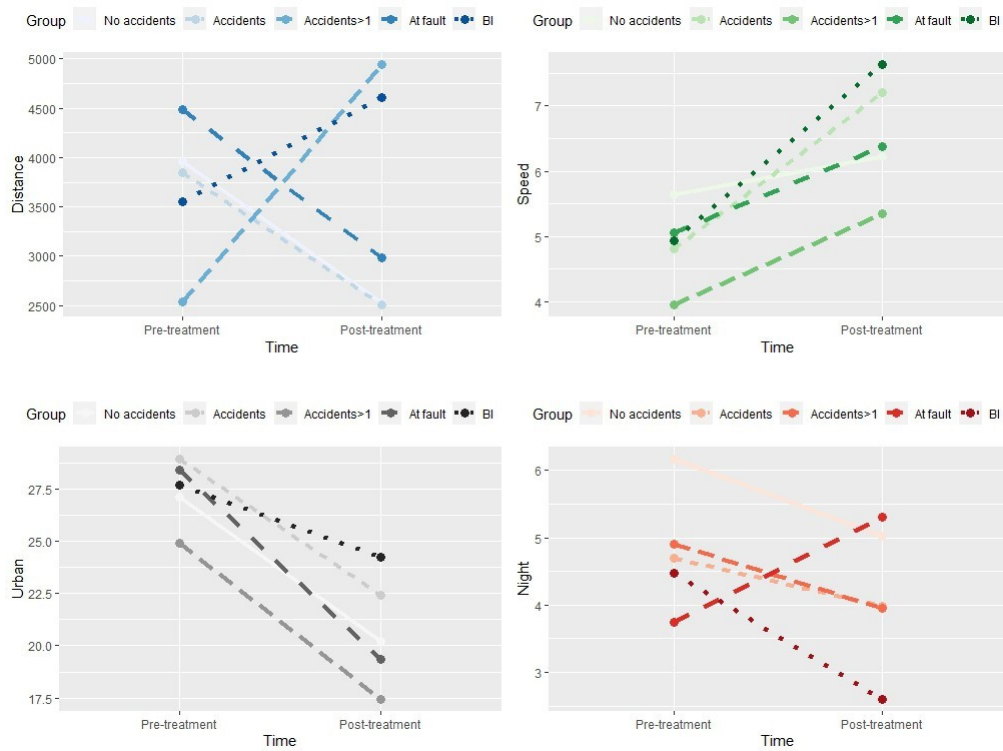 Group No accidents Accidents Accidents>1 At fault BI
5000
4500
4000
3500
3000
2500
Distance
Pre-treatment Post-treatment
Time
Group No accidents Accidents Accidents>1 At fault BI
7
6
5
4
Speed
Pre-treatment Post-treatment
Time
Group No accidents Accidents Accidents>1 At fault BI
27.5
25.0
22.5
20.0
17.5
Urban
Pre-treatment Post-treatment
Time
Group No accidents Accidents Accidents>1 At fault BI
6
5
4
3
Night
Pre-treatment Post-treatment
Time